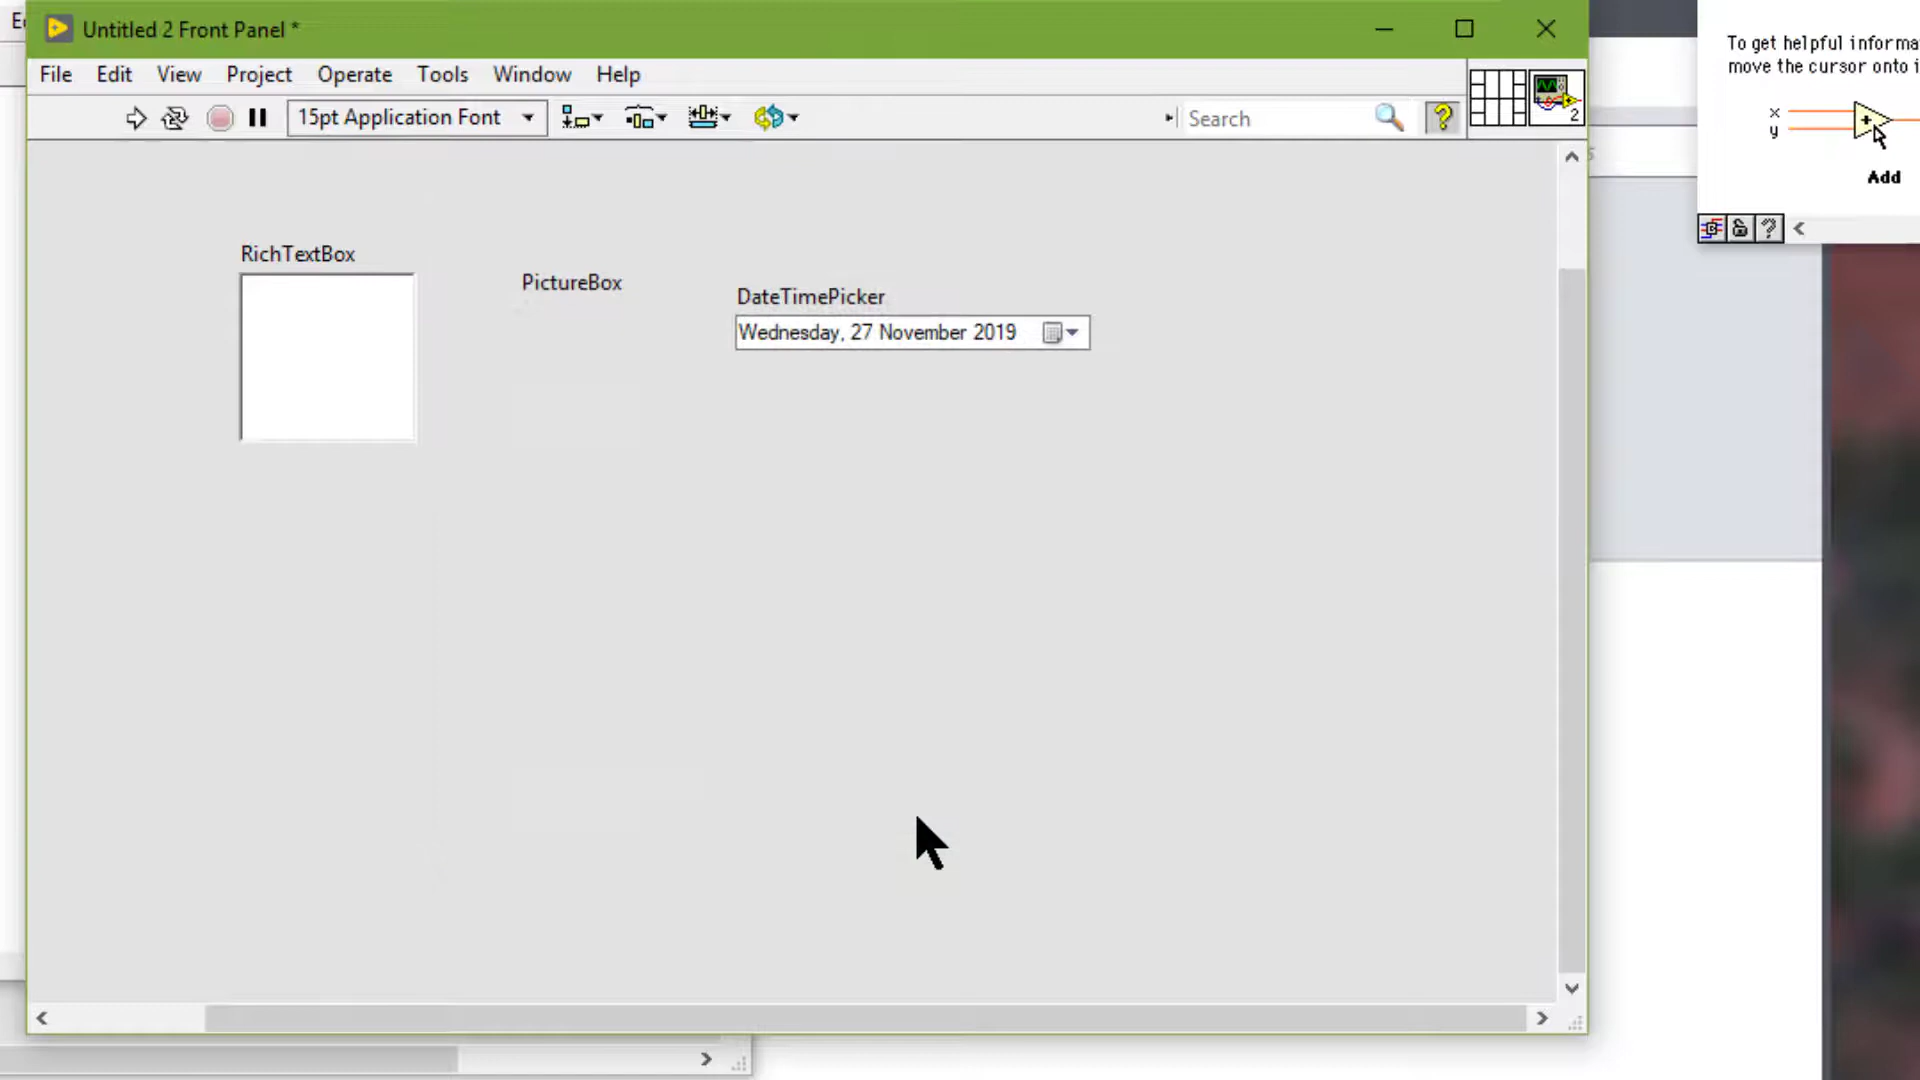 Untitled 2 Front Panel *
File Edit View Project Operate Tools Window Help
15pt Application Font
Search
?
2
RichTextBox
PictureBox
DateTimePicker
Wednesday, 27 November 2019
To get helpful informa
move the cursor onto i
x
y
Add
?